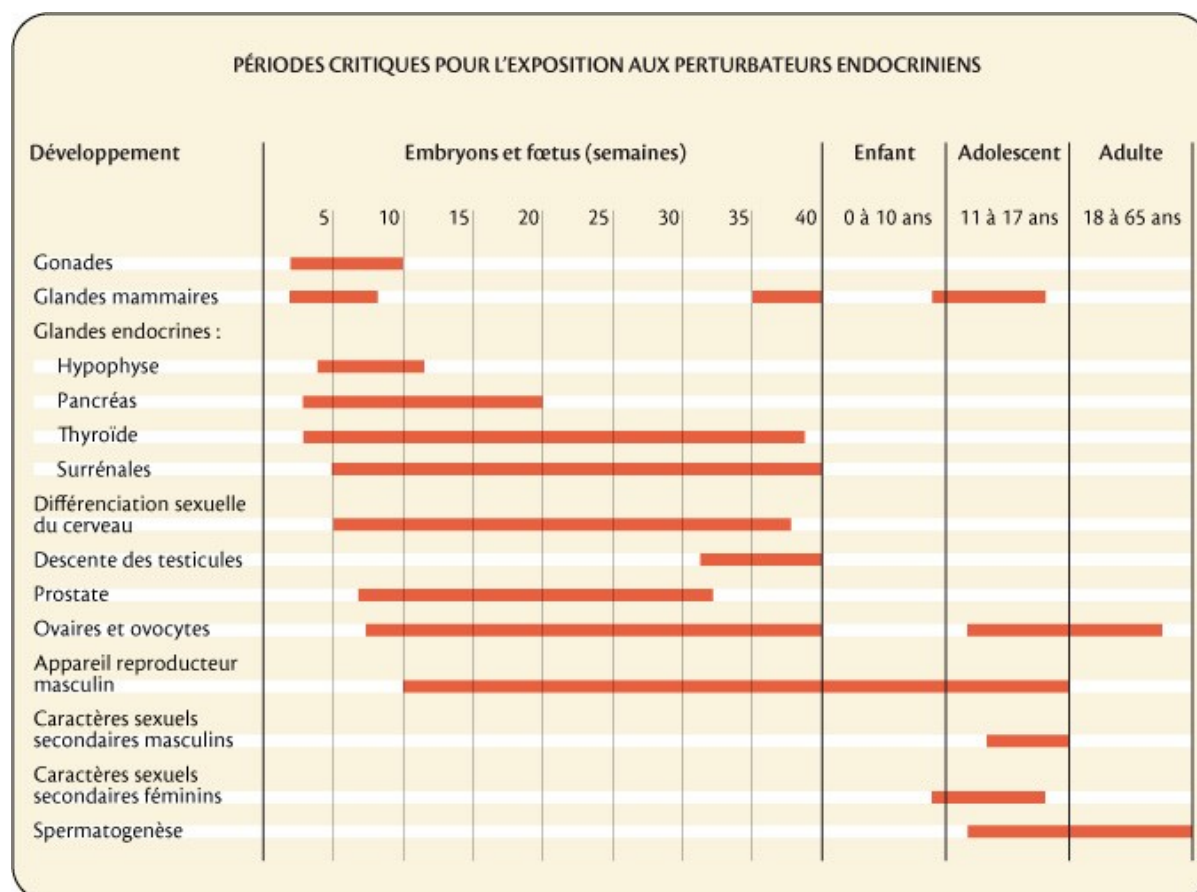 PÉRIODES CRITIQUES POUR L'EXPOSITION AUX PERTURBATEURS ENDOCRINIENS
Développement Embryons et fœtus (semaines) Enfant Adolescent Adulte
5 10 15 20 25 30 35 40 0 à 10 ans 11 à 17 ans 18 à 65 ans
Gonades
Glandes mammaires
Glandes endocrines :
Hypophyse
Pancréas
Thyroïde
Surrénales
Différenciation sexuelle
du cerveau
Descente des testicules
Prostate
Ovaires et ovocytes
Appareil reproducteur
masculin
Caractères sexuels
secondaires masculins
Caractères sexuels
secondaires féminins
Spermatogenèse